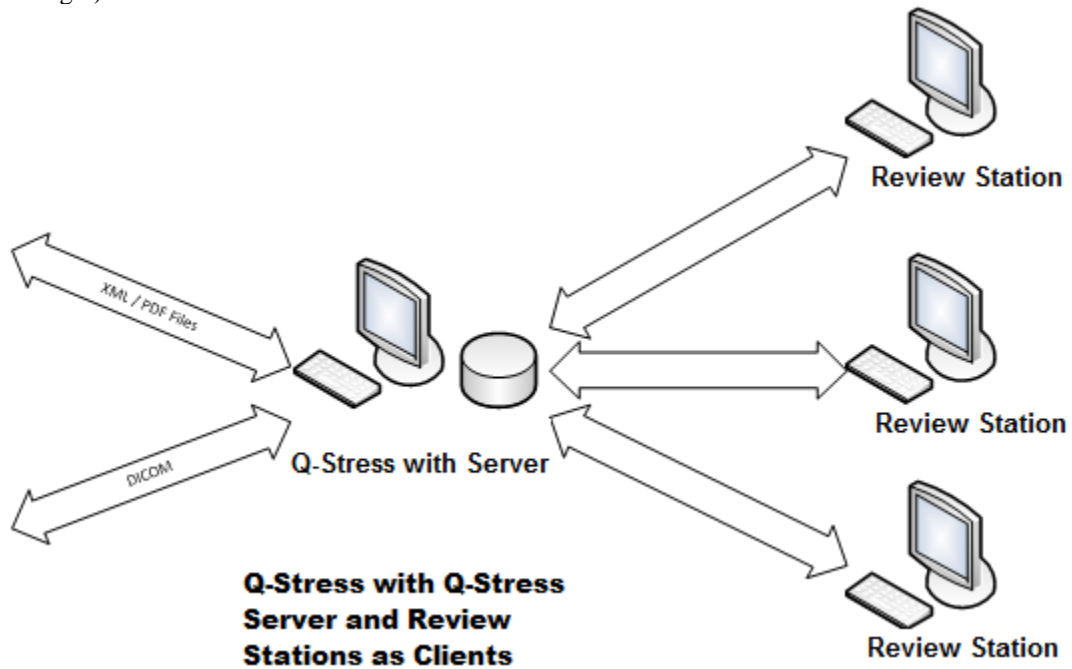 Review Station
XML / PDF Files
Review Station
Q-Stress with Server
DICOM
Q-Stress with Q-Stress
Server and Review
Stations as Clients
Review Station